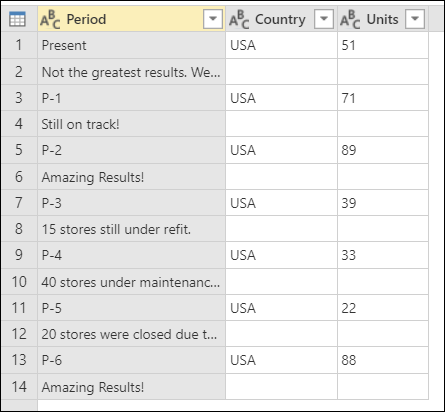 ABC Period ABC Country ABC Units
1 Present USA 51
2 Not the greatest results. We...
3 P-1 USA 71
4 Still on track!
5 P-2 USA 89
6 Amazing Results!
7 P-3 USA 39
8 15 stores still under refit.
9 P-4 USA 33
10 40 stores under maintenanc...
11 P-5 USA 22
12 20 stores were closed due t...
13 P-6 USA 88
14 Amazing Results!